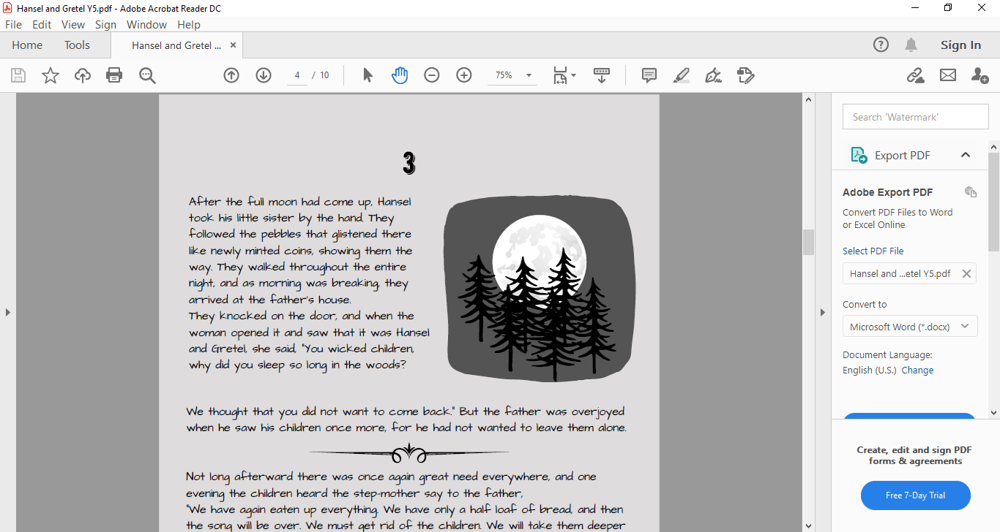 Hansel and Gretel Y5.pdf - Adobe Acrobat Reader DC
File Edit View Sign Window Help
Home Tools Hansel and Gretel ... × Sign In
4 / 10 75%
Search 'Watermark'
Export PDF
Adobe Export PDF
Convert PDF Files to Word
or Excel Online
Select PDF File
Hansel and ...etel Y5.pdf
Convert to
Microsoft Word (*.docx)
Document Language:
English (U.S.) Change
Create, edit and sign PDF
forms & agreements
Free 7-Day Trial
3
After the full moon had come up, Hansel
took his little sister by the hand. They
followed the pebbles that glistened there
like newly minted coins, showing them the
way. They walked throughout the entire
night, and as morning was breaking, they
arrived at the father's house.
They knocked on the door, and when the
woman opened it and saw that it was Hansel
and Gretel, she said, "You wicked children,
why did you sleep so long in the woods?
We thought that you did not want to come back." But the father was overjoyed
when he saw his children once more, for he had not wanted to leave them alone.
Not long afterward there was once again great need everywhere, and one
evening the children heard the step-mother say to the father,
"We have again eaten up everything. We have only a half loaf of bread, and then
the song will be over. We must get rid of the children. We will take them deeper